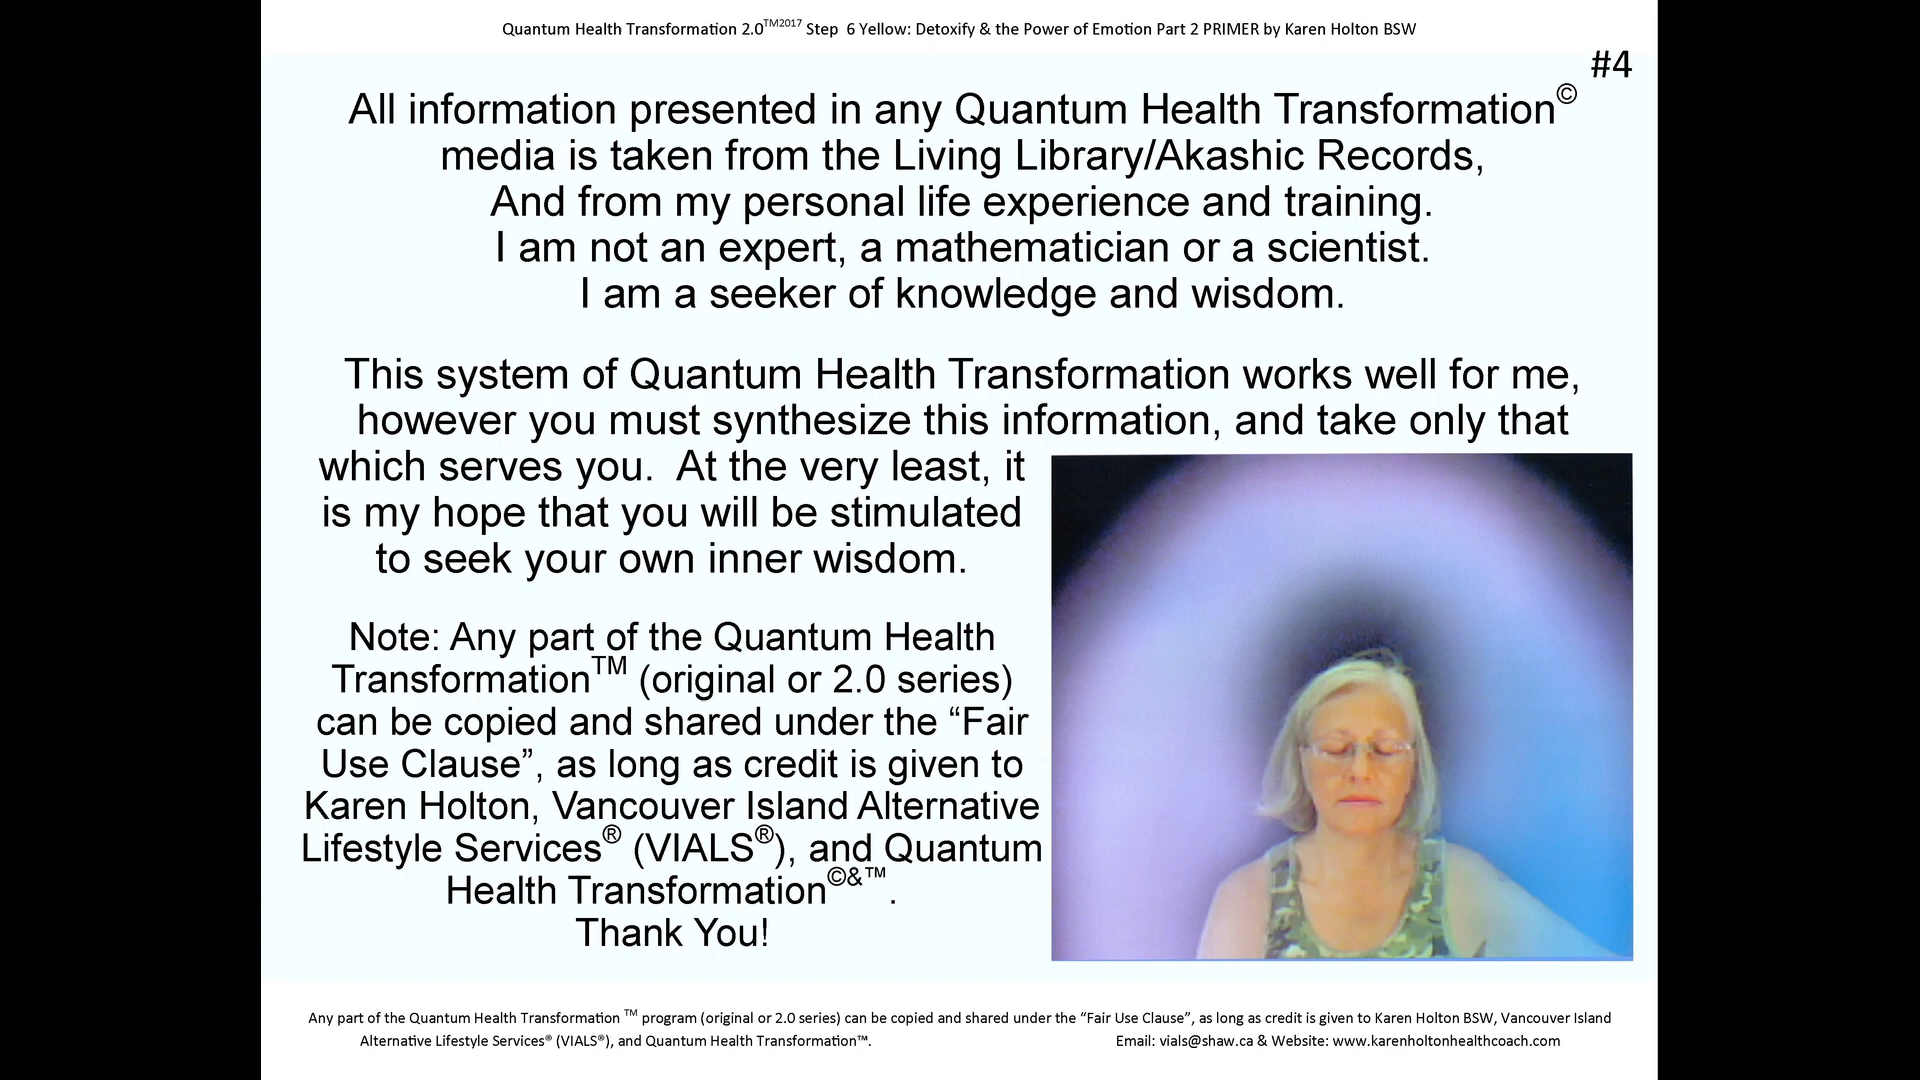 Quantum Health Transformation 2.0TM2017 Step  6 Yellow: Detoxify & the Power of Emotion Part 2 PRIMER by Karen Holton BSW
#4
All information presented in any Quantum Health Transformation©
media is taken from the Living Library/Akashic Records,
And from my personal life experience and training.
I am not an expert, a mathematician or a scientist.
I am a seeker of knowledge and wisdom.
This system of Quantum Health Transformation works well for me,
however you must synthesize this information, and take only that
which serves you.  At the very least, it
is my hope that you will be stimulated
to seek your own inner wisdom.
Note: Any part of the Quantum Health
TransformationTM (original or 2.0 series)
can be copied and shared under the “Fair
Use Clause”, as long as credit is given to
Karen Holton, Vancouver Island Alternative
Lifestyle Services® (VIALS®), and Quantum
Health Transformation©&™.
Thank You!
Any part of the Quantum Health Transformation TM program (original or 2.0 series) can be copied and shared under the “Fair Use Clause”, as long as credit is given to Karen Holton BSW, Vancouver Island
Alternative Lifestyle Services® (VIALS®), and Quantum Health Transformation™. Email: vials@shaw.ca & Website: www.karenholtonhealthcoach.com